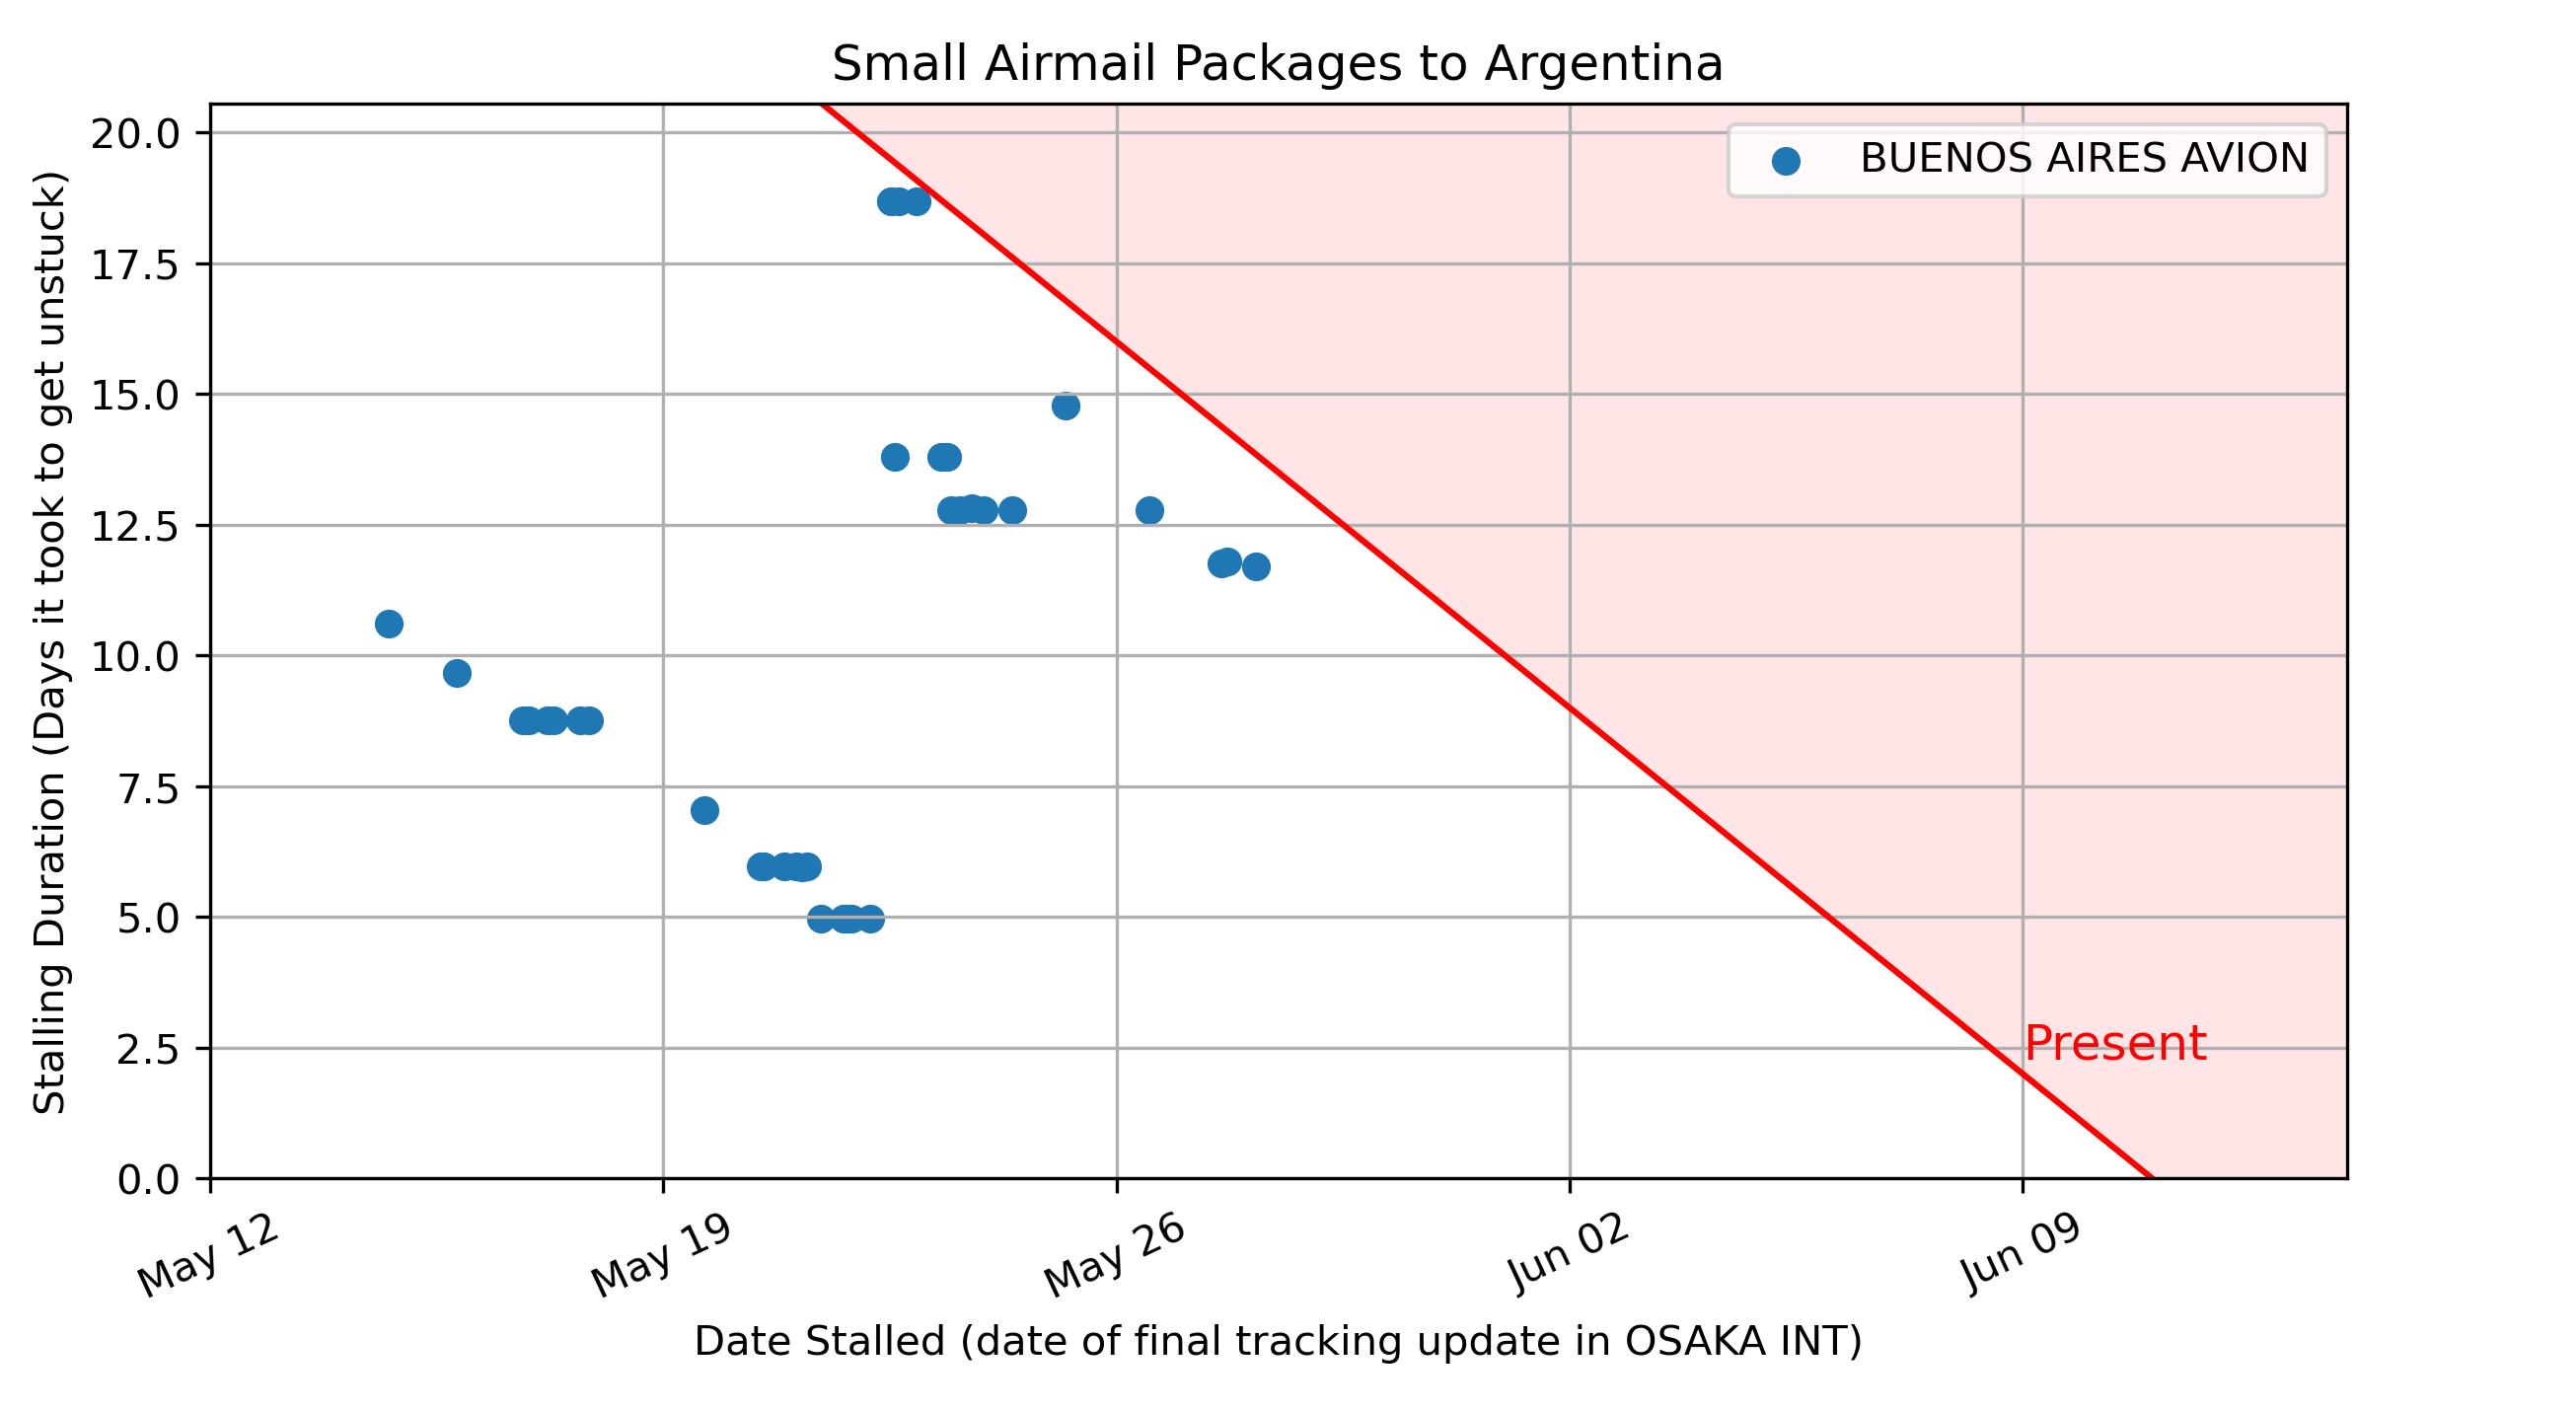 Small Airmail Packages to Argentina
BUENOS AIRES AVION
Stalling Duration (Days it took to get unstuck)
20.0
17.5
15.0
12.5
10.0
7.5
5.0
2.5
0.0
Present
May 12
May 19
May 26
Jun 02
Jun 09
Date Stalled (date of final tracking update in OSAKA INT)